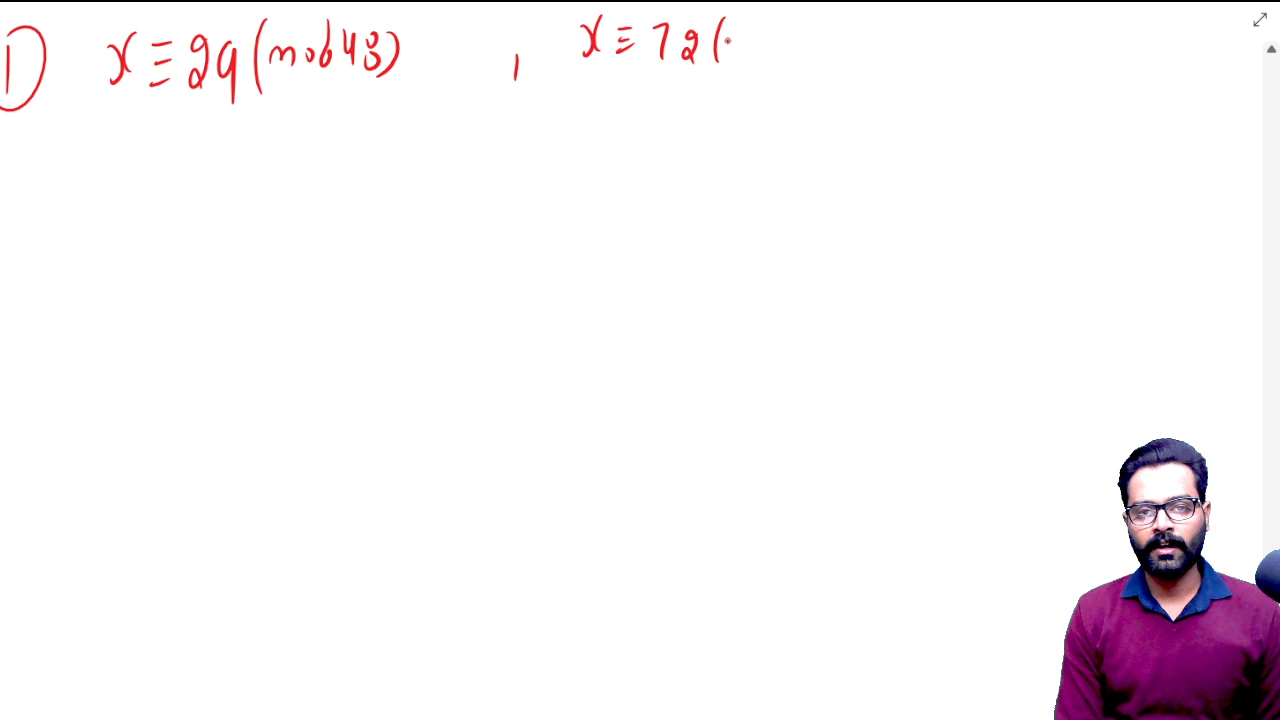 ① x ≡ 29 (mod 48) , x ≡ 72 (